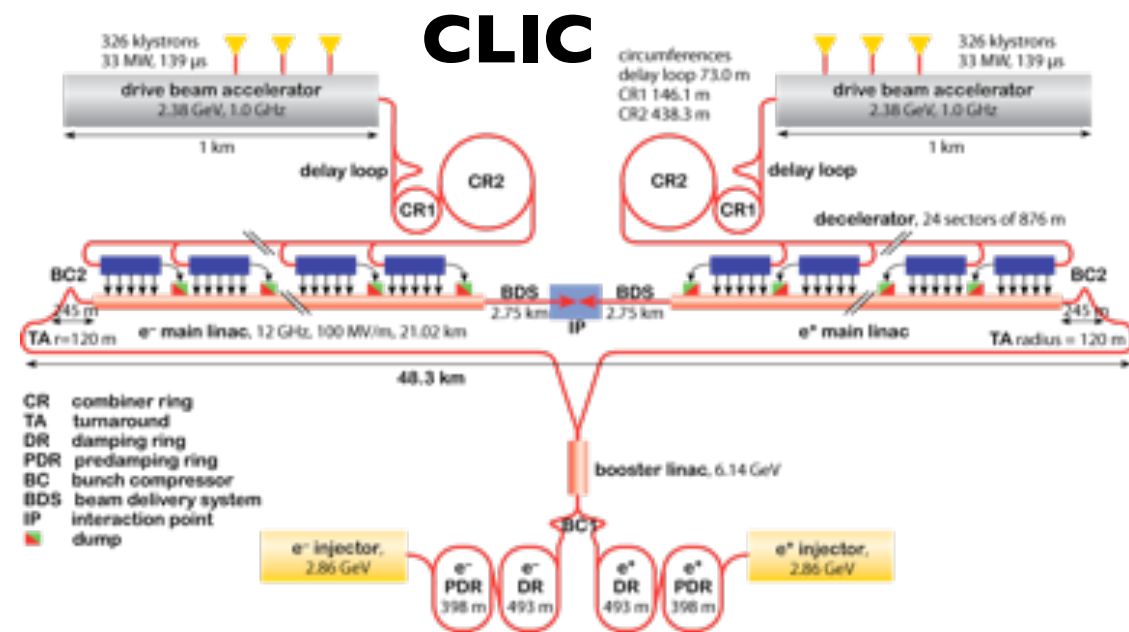 CLIC
326 klystrons
33 MW, 139 μs
drive beam accelerator
2.38 GeV, 1.0 GHz
1 km
delay loop
CR1
CR2
circumferences
delay loop 73.0 m
CR1 146.1 m
CR2 438.3 m
326 klystrons
33 MW, 139 μs
drive beam accelerator
2.38 GeV, 1.0 GHz
1 km
delay loop
CR2
CR1
decelerator, 24 sectors of 876 m
BC2
245 m
TA r=120 m
e⁻ main linac, 12 GHz, 100 MV/m, 21.02 km
BDS
2.75 km
IP
BDS
2.75 km
e⁺ main linac
BC2
245 m
TA radius = 120 m
48.3 km
CR combiner ring
TA turnaround
DR damping ring
PDR predamping ring
BC bunch compressor
BDS beam delivery system
IP interaction point
dump
booster linac, 6.14 GeV
BC1
e⁻ injector,
2.86 GeV
e⁻
PDR
398 m
e⁻
DR
493 m
e⁺
DR
493 m
e⁺
PDR
398 m
e⁺ injector,
2.86 GeV